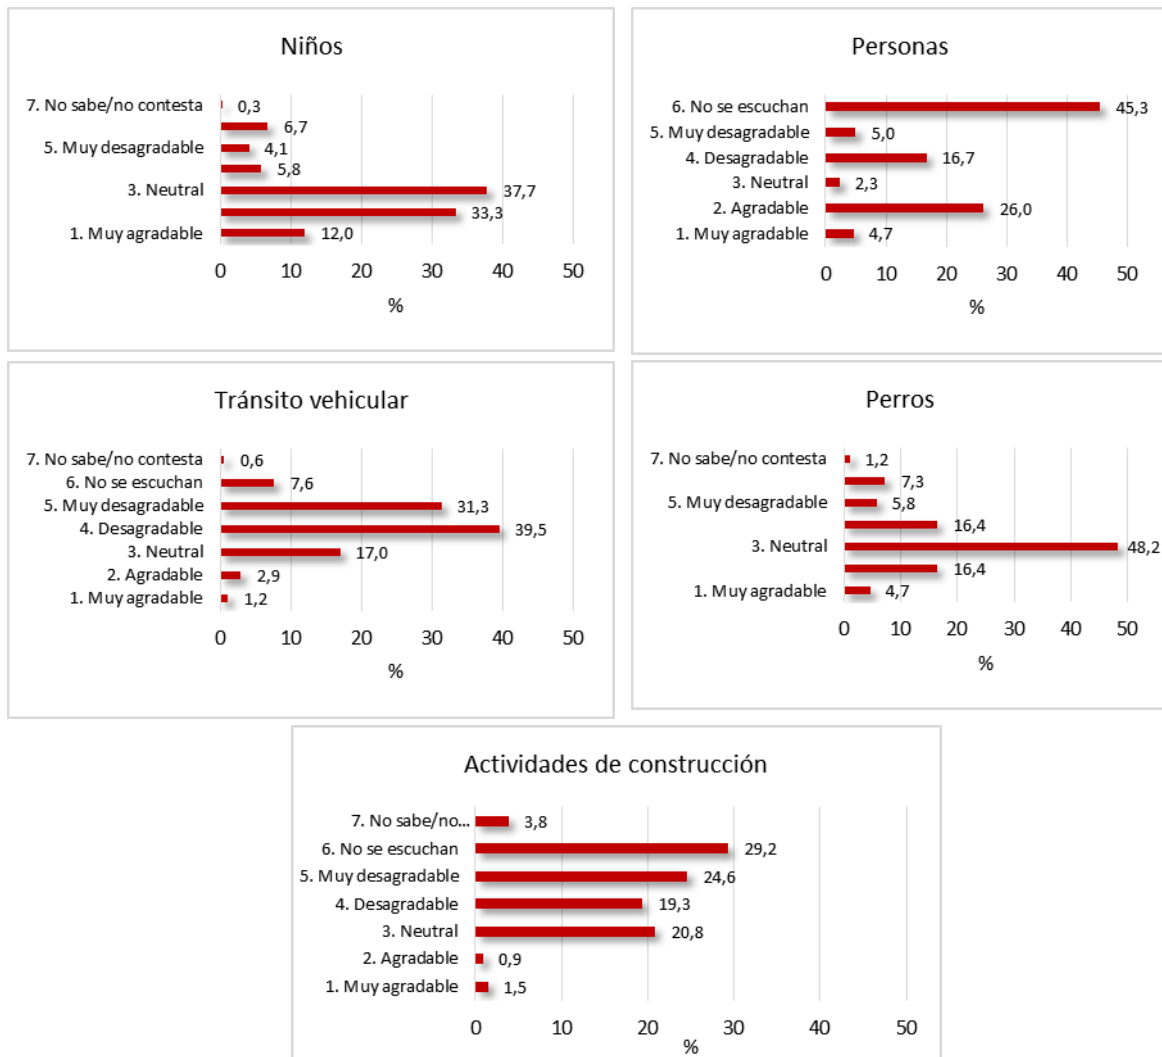 Niños
7. No sabe/no contesta 0,3
6,7
5. Muy desagradable 4,1
5,8
3. Neutral 37,7
33,3
1. Muy agradable 12,0
0 10 20 30 40 50
%
Personas
6. No se escuchan 45,3
5. Muy desagradable 5,0
4. Desagradable 16,7
3. Neutral 2,3
2. Agradable 26,0
1. Muy agradable 4,7
0 10 20 30 40 50
%
Tránsito vehicular
7. No sabe/no contesta 0,6
6. No se escuchan 7,6
5. Muy desagradable 31,3
4. Desagradable 39,5
3. Neutral 17,0
2. Agradable 2,9
1. Muy agradable 1,2
0 10 20 30 40 50
%
Perros
7. No sabe/no contesta 1,2
7,3
5. Muy desagradable 5,8
16,4
3. Neutral 48,2
16,4
1. Muy agradable 4,7
0 10 20 30 40 50
%
Actividades de construcción
7. No sabe/no... 3,8
6. No se escuchan 29,2
5. Muy desagradable 24,6
4. Desagradable 19,3
3. Neutral 20,8
2. Agradable 0,9
1. Muy agradable 1,5
0 10 20 30 40 50
%